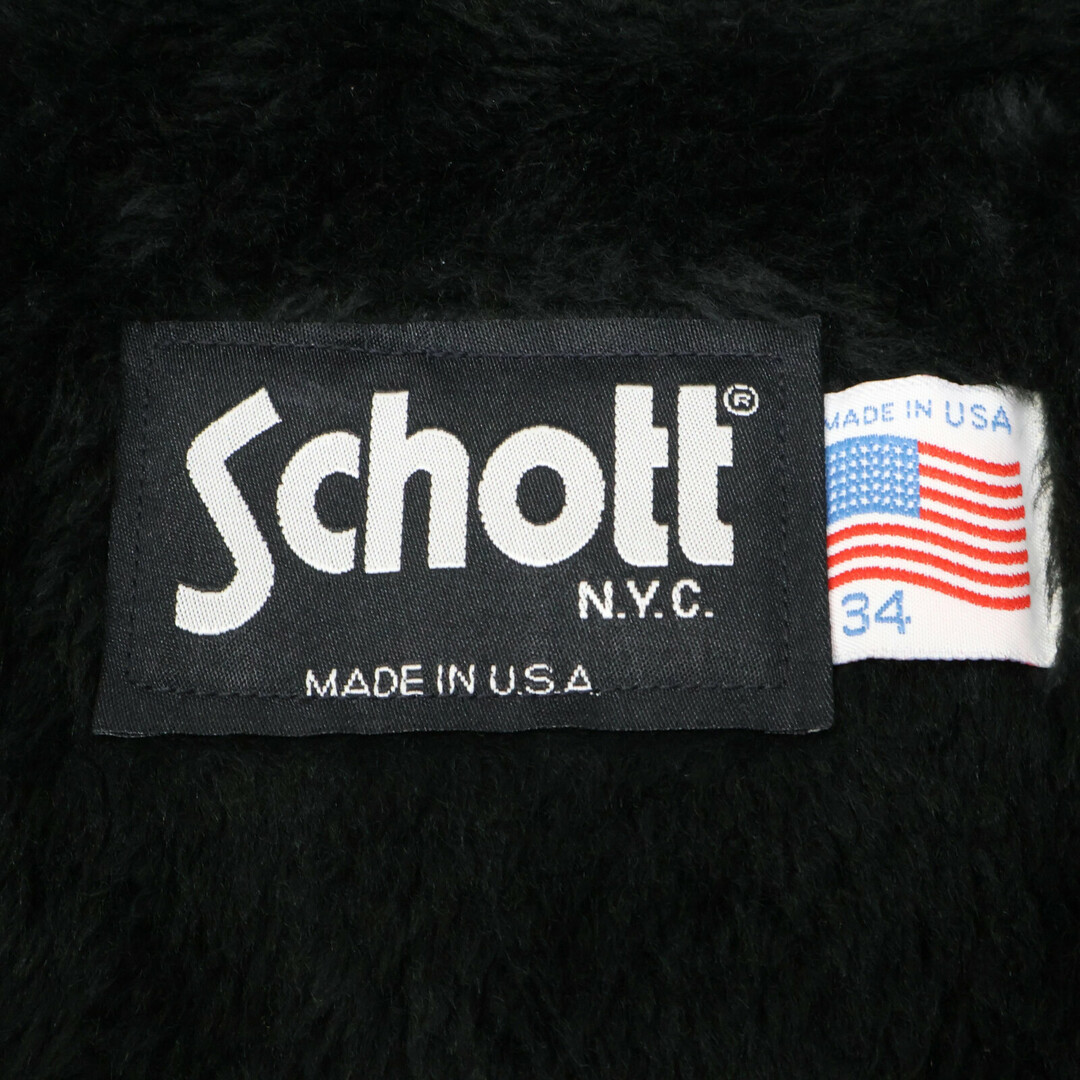 Schott®
N.Y.C.
MADE IN U.S.A.
MADE IN USA
34